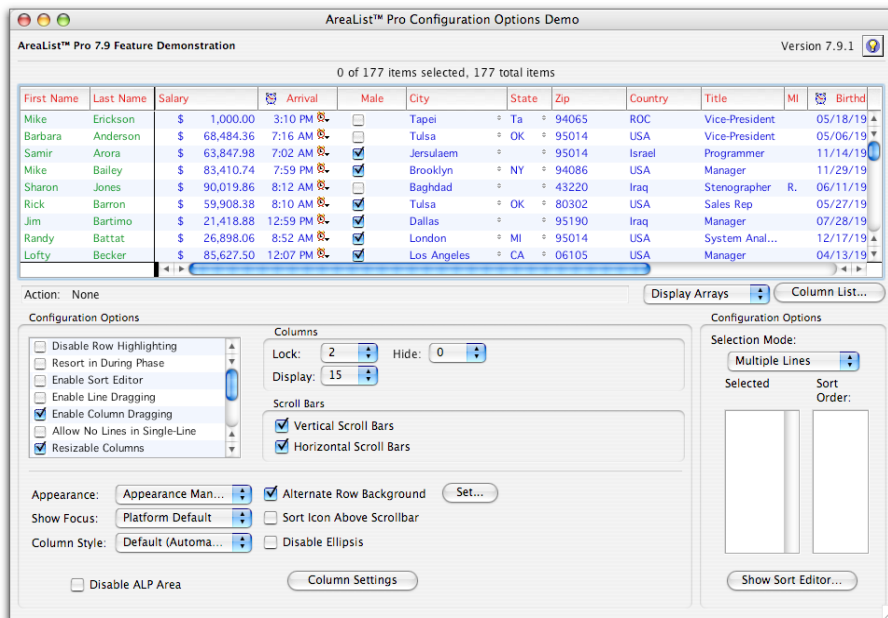 AreaList™ Pro Configuration Options Demo
AreaList™ Pro 7.9 Feature Demonstration Version 7.9.1
0 of 177 items selected, 177 total items
First Name Last Name Salary Arrival Male City State Zip Country Title MI Birthd
Mike Erickson $ 1,000.00 3:10 PM Tapei Ta 94065 ROC Vice-President 05/18/19
Barbara Anderson $ 68,484.36 7:16 AM Tulsa OK 95014 USA Vice-President 05/06/19
Samir Arora $ 63,847.98 7:02 AM Jersulaem 95014 Israel Programmer 11/14/19
Mike Bailey $ 83,410.74 7:59 PM Brooklyn NY 94086 USA Manager 11/29/19
Sharon Jones $ 90,019.86 8:12 AM Baghdad 43220 Iraq Stenographer R. 06/11/19
Rick Barron $ 59,908.38 8:10 AM Tulsa OK 80302 USA Sales Rep 05/27/19
Jim Bartimo $ 21,418.88 12:59 PM Dallas 95190 Iraq Manager 07/28/19
Randy Battat $ 26,898.06 8:52 AM London MI 95014 USA System Anal... 12/17/19
Lofty Becker $ 85,627.50 12:07 PM Los Angeles CA 06105 USA Manager 04/13/19
Action: None Display Arrays Column List...
Configuration Options
Disable Row Highlighting
Resort in During Phase
Enable Sort Editor
Enable Line Dragging
Enable Column Dragging
Allow No Lines in Single-Line
Resizable Columns
Columns
Lock: 2 Hide: 0
Display: 15
Scroll Bars
Vertical Scroll Bars
Horizontal Scroll Bars
Appearance: Appearance Man... Alternate Row Background Set...
Show Focus: Platform Default Sort Icon Above Scrollbar
Column Style: Default (Automa... Disable Ellipsis
Disable ALP Area Column Settings
Configuration Options
Selection Mode:
Multiple Lines
Selected Sort
Order:
Show Sort Editor...